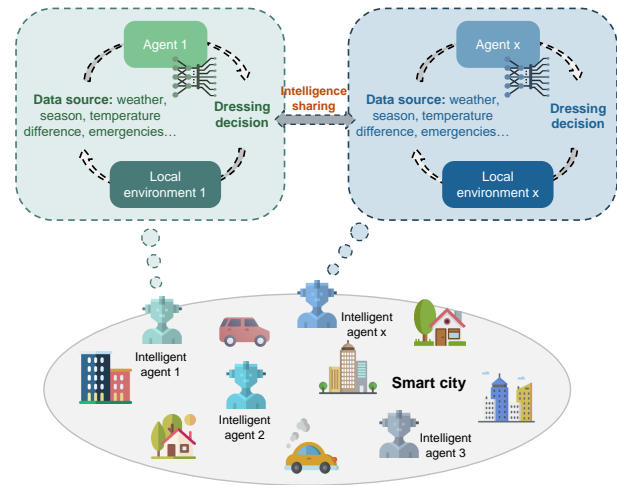 Agent 1
Data source: weather,
season, temperature
difference, emergencies…
Dressing
decision
Local
environment 1
Intelligence
sharing
Agent x
Data source: weather,
season, temperature
difference, emergencies…
Dressing
decision
Local
environment x
Intelligent
agent x
Intelligent
agent 1
Smart city
Intelligent
agent 2
Intelligent
agent 3